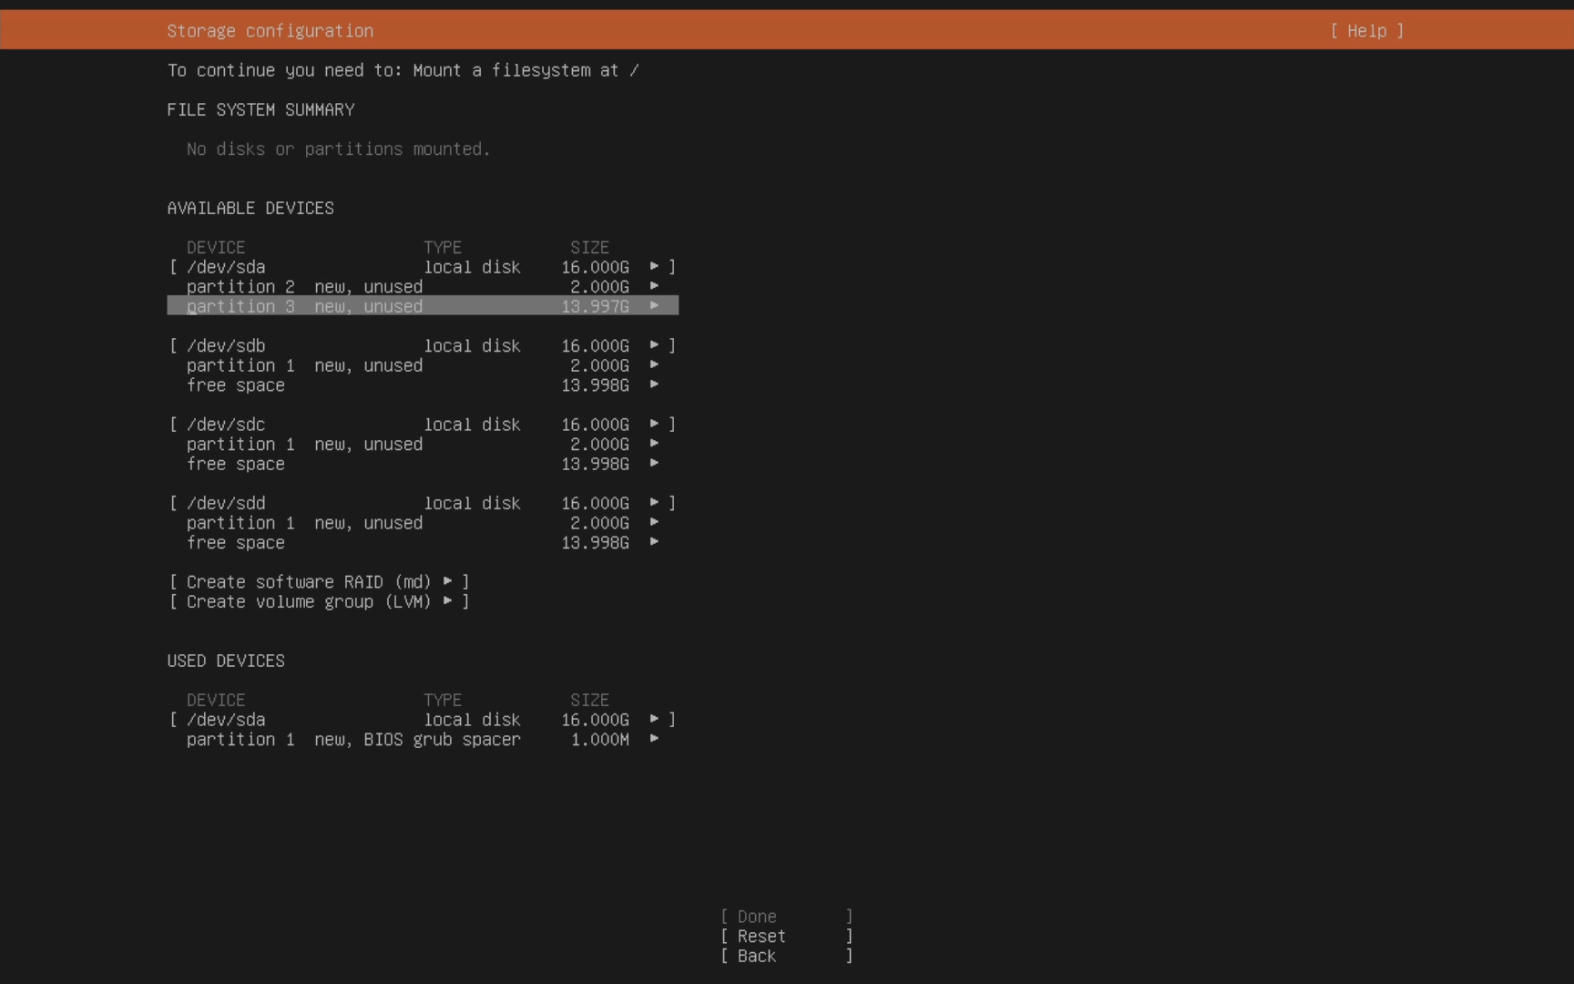 Storage configuration [ Help ]
To continue you need to: Mount a filesystem at /
FILE SYSTEM SUMMARY
No disks or partitions mounted.
AVAILABLE DEVICES
DEVICE TYPE SIZE
[ /dev/sda local disk 16.000G ► ]
partition 2 new, unused 2.000G ►
partition 3 new, unused 13.997G ►
[ /dev/sdb local disk 16.000G ► ]
partition 1 new, unused 2.000G ►
free space 13.998G ►
[ /dev/sdc local disk 16.000G ► ]
partition 1 new, unused 2.000G ►
free space 13.998G ►
[ /dev/sdd local disk 16.000G ► ]
partition 1 new, unused 2.000G ►
free space 13.998G ►
[ Create software RAID (md) ► ]
[ Create volume group (LVM) ► ]
USED DEVICES
DEVICE TYPE SIZE
[ /dev/sda local disk 16.000G ► ]
partition 1 new, BIOS grub spacer 1.000M ►
[ Done ]
[ Reset ]
[ Back ]